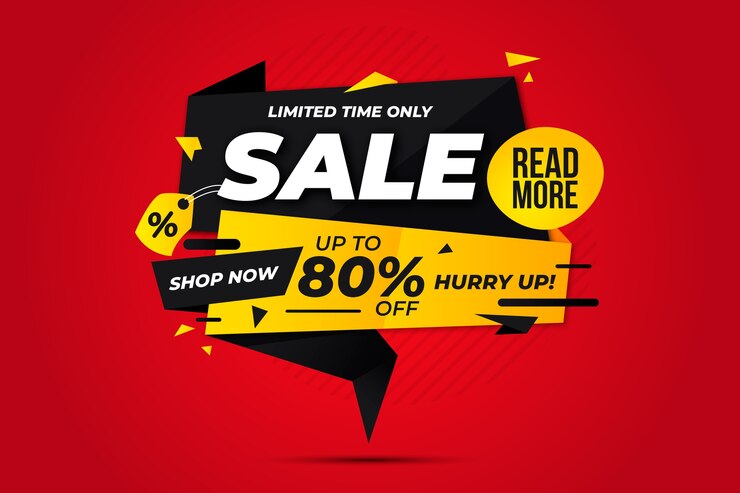 LIMITED TIME ONLY
SALE
READ
MORE
%
SHOP NOW
UP TO
80%
OFF
HURRY UP!